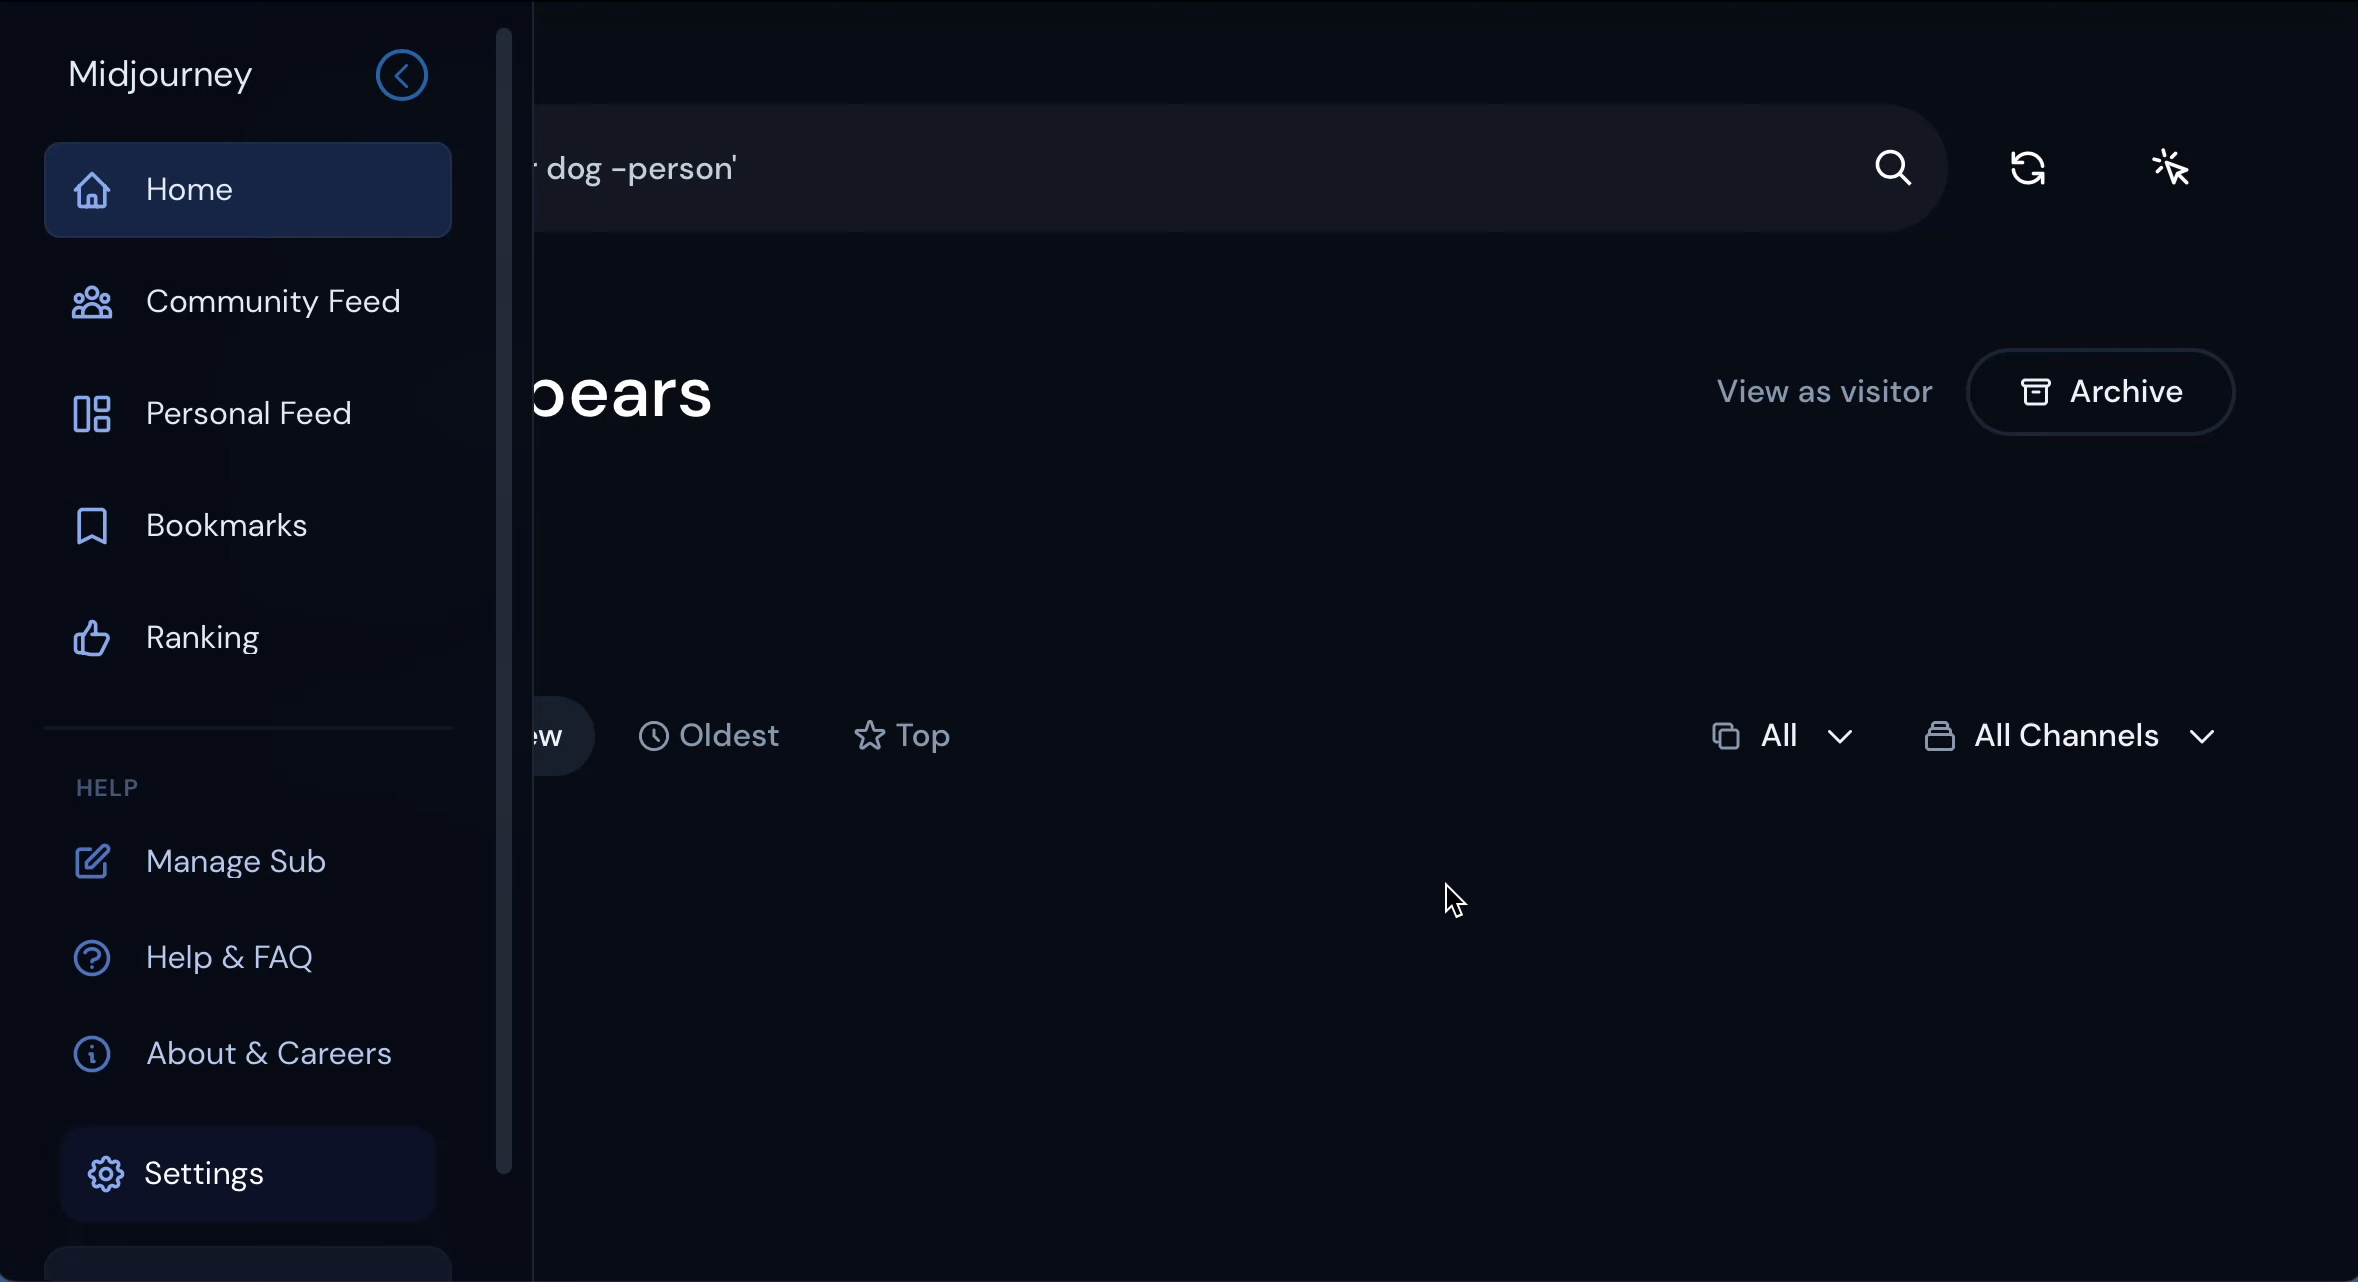 Midjourney
Home
Community Feed
Personal Feed
Bookmarks
Ranking
HELP
Manage Sub
Help & FAQ
About & Careers
Settings
dog -person'
View as visitor
Archive
Oldest
Top
All
All Channels